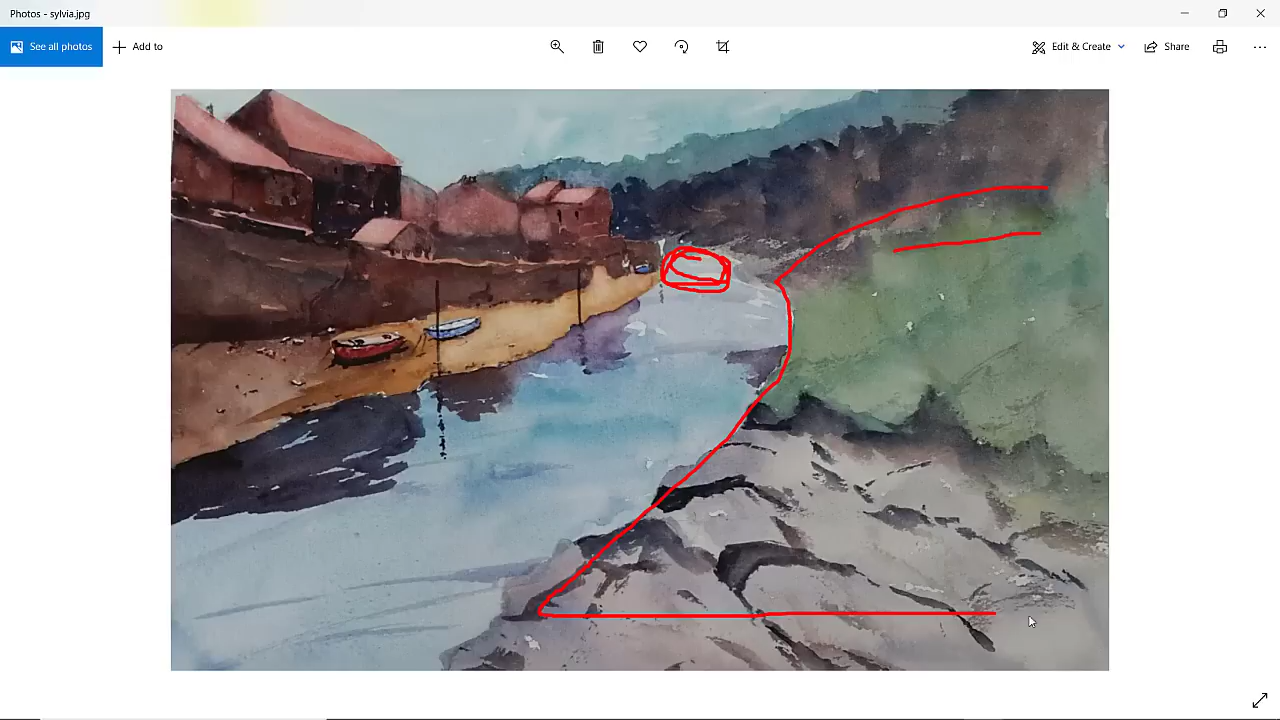 Photos - sylvia.jpg
See all photos
Add to
Edit & Create
Share